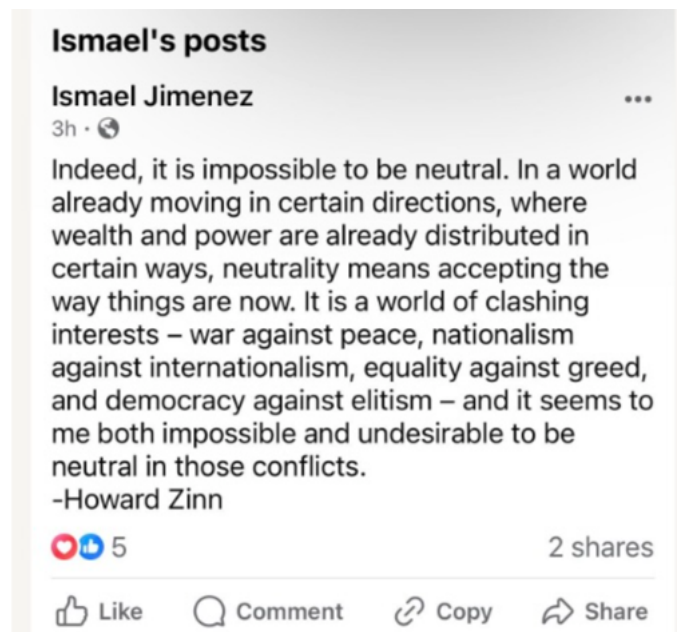 Ismael's posts
Ismael Jimenez
3h ·
Indeed, it is impossible to be neutral. In a world
already moving in certain directions, where
wealth and power are already distributed in
certain ways, neutrality means accepting the
way things are now. It is a world of clashing
interests – war against peace, nationalism
against internationalism, equality against greed,
and democracy against elitism – and it seems to
me both impossible and undesirable to be
neutral in those conflicts.
-Howard Zinn
5 2 shares
Like Comment Copy Share